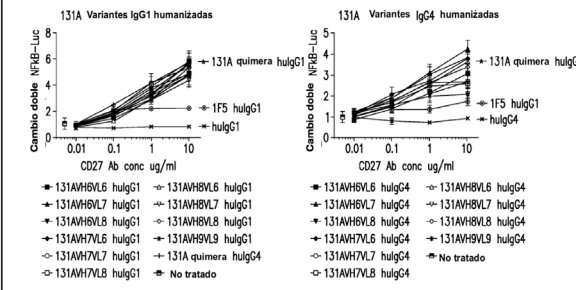 131A Variantes IgG1 humanizadas
Cambio doble NFkB-Luc
8
6
4
2
0
0.01 0.1 1 10
CD27 Ab conc ug/ml
131A quimera huIgG1
1F5 huIgG1
huIgG1
131AVH6VL6 huIgG1
131AVH6VL7 huIgG1
131AVH6VL8 huIgG1
131AVH7VL6 huIgG1
131AVH7VL7 huIgG1
131AVH7VL8 huIgG1
131AVH8VL6 huIgG1
131AVH8VL7 huIgG1
131AVH8VL8 huIgG1
131AVH9VL9 huIgG1
131A quimera huIgG4
No tratado
131A Variantes IgG4 humanizadas
Cambio doble NFkB-Luc
5
4
3
2
1
0
0.01 0.1 1 10
CD27 Ab conc ug/ml
131A quimera huIgG
1F5 huIgG1
huIgG4
131AVH6VL6 huIgG4
131AVH6VL7 huIgG4
131AVH6VL8 huIgG4
131AVH7VL6 huIgG4
131AVH7VL7 huIgG4
131AVH7VL8 huIgG4
131AVH8VL6 huIgG4
131AVH8VL7 huIgG4
131AVH8VL8 huIgG4
131AVH9VL9 huIgG4
No tratado